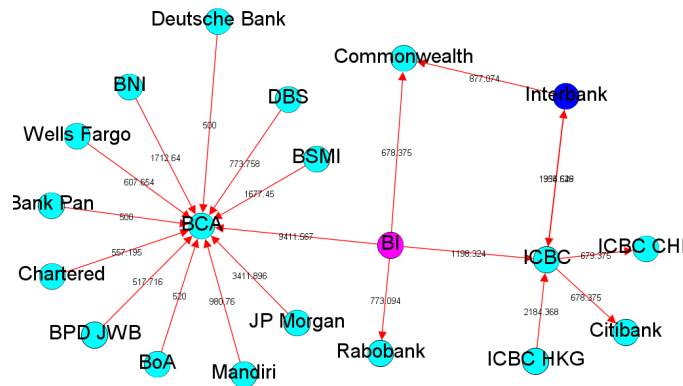 Deutsche Bank
Commonwealth
877.074
BNI
DBS
Interbank
500
1712.64
773.758
Wells Fargo
607.654
BSMI
1677.45
678.375
Bank Pan
500
BCA
9411.567
BI
1198.324
ICBC
ICBC CHI
679.375
557.195
Chartered
517.716
3411.896
773.094
2184.368
678.375
520
980.76
BPD JWB
JP Morgan
Citibank
BoA
Mandiri
Rabobank
ICBC HKG